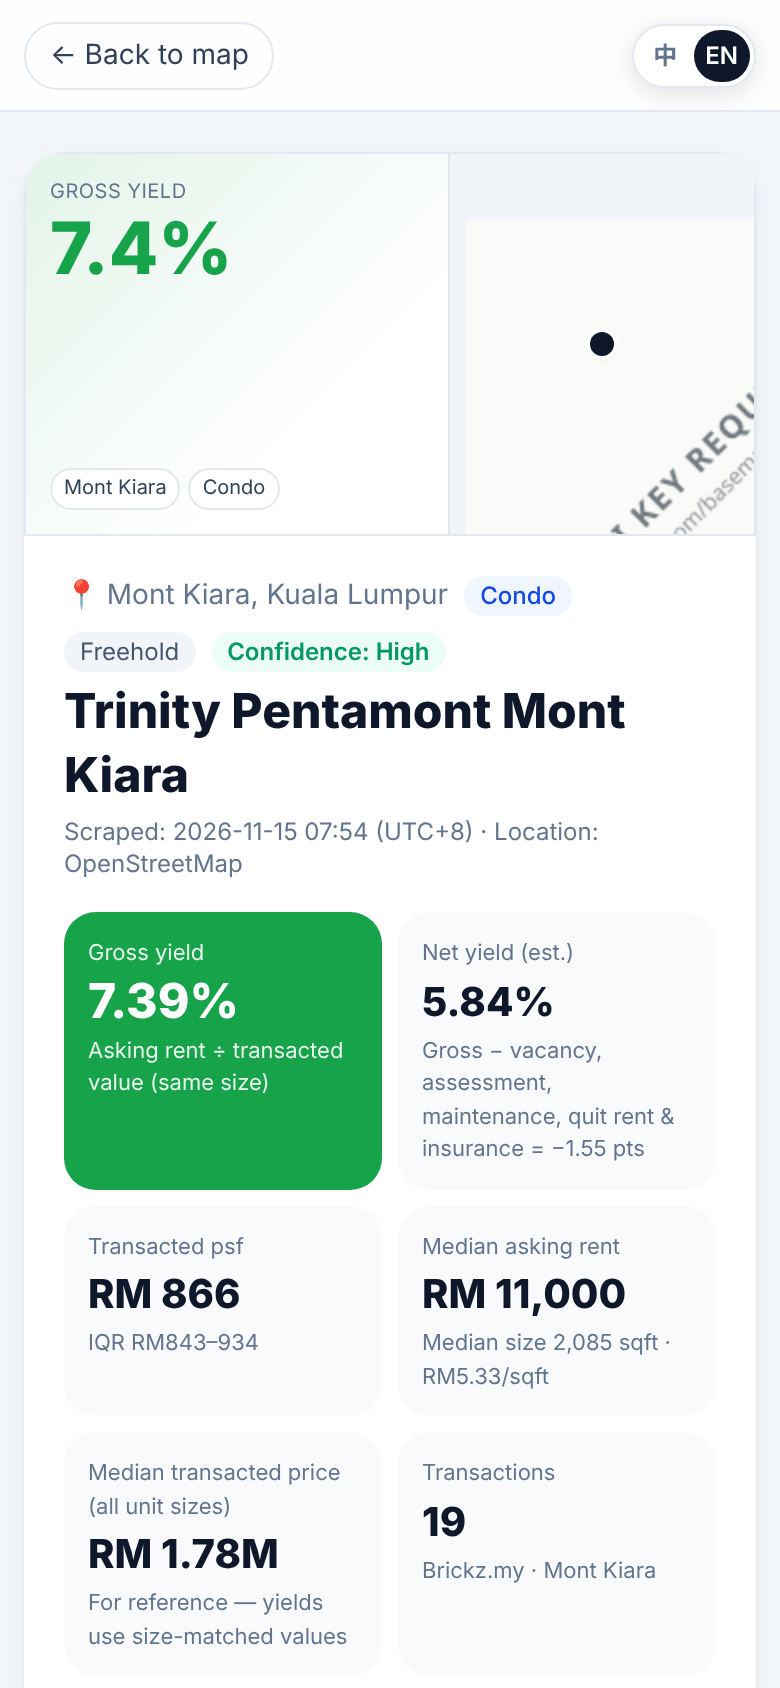 ← Back to map
中 EN
GROSS YIELD
7.4%
KEY REQU
om/basem
Mont Kiara
Condo
📍 Mont Kiara, Kuala Lumpur Condo
Freehold Confidence: High
Trinity Pentamont Mont
Kiara
Scraped: 2026-11-15 07:54 (UTC+8) · Location:
OpenStreetMap
Gross yield
7.39%
Asking rent ÷ transacted
value (same size)
Net yield (est.)
5.84%
Gross − vacancy,
assessment,
maintenance, quit rent &
insurance = −1.55 pts
Transacted psf
RM 866
IQR RM843–934
Median asking rent
RM 11,000
Median size 2,085 sqft ·
RM5.33/sqft
Median transacted price
(all unit sizes)
RM 1.78M
For reference — yields
use size-matched values
Transactions
19
Brickz.my · Mont Kiara